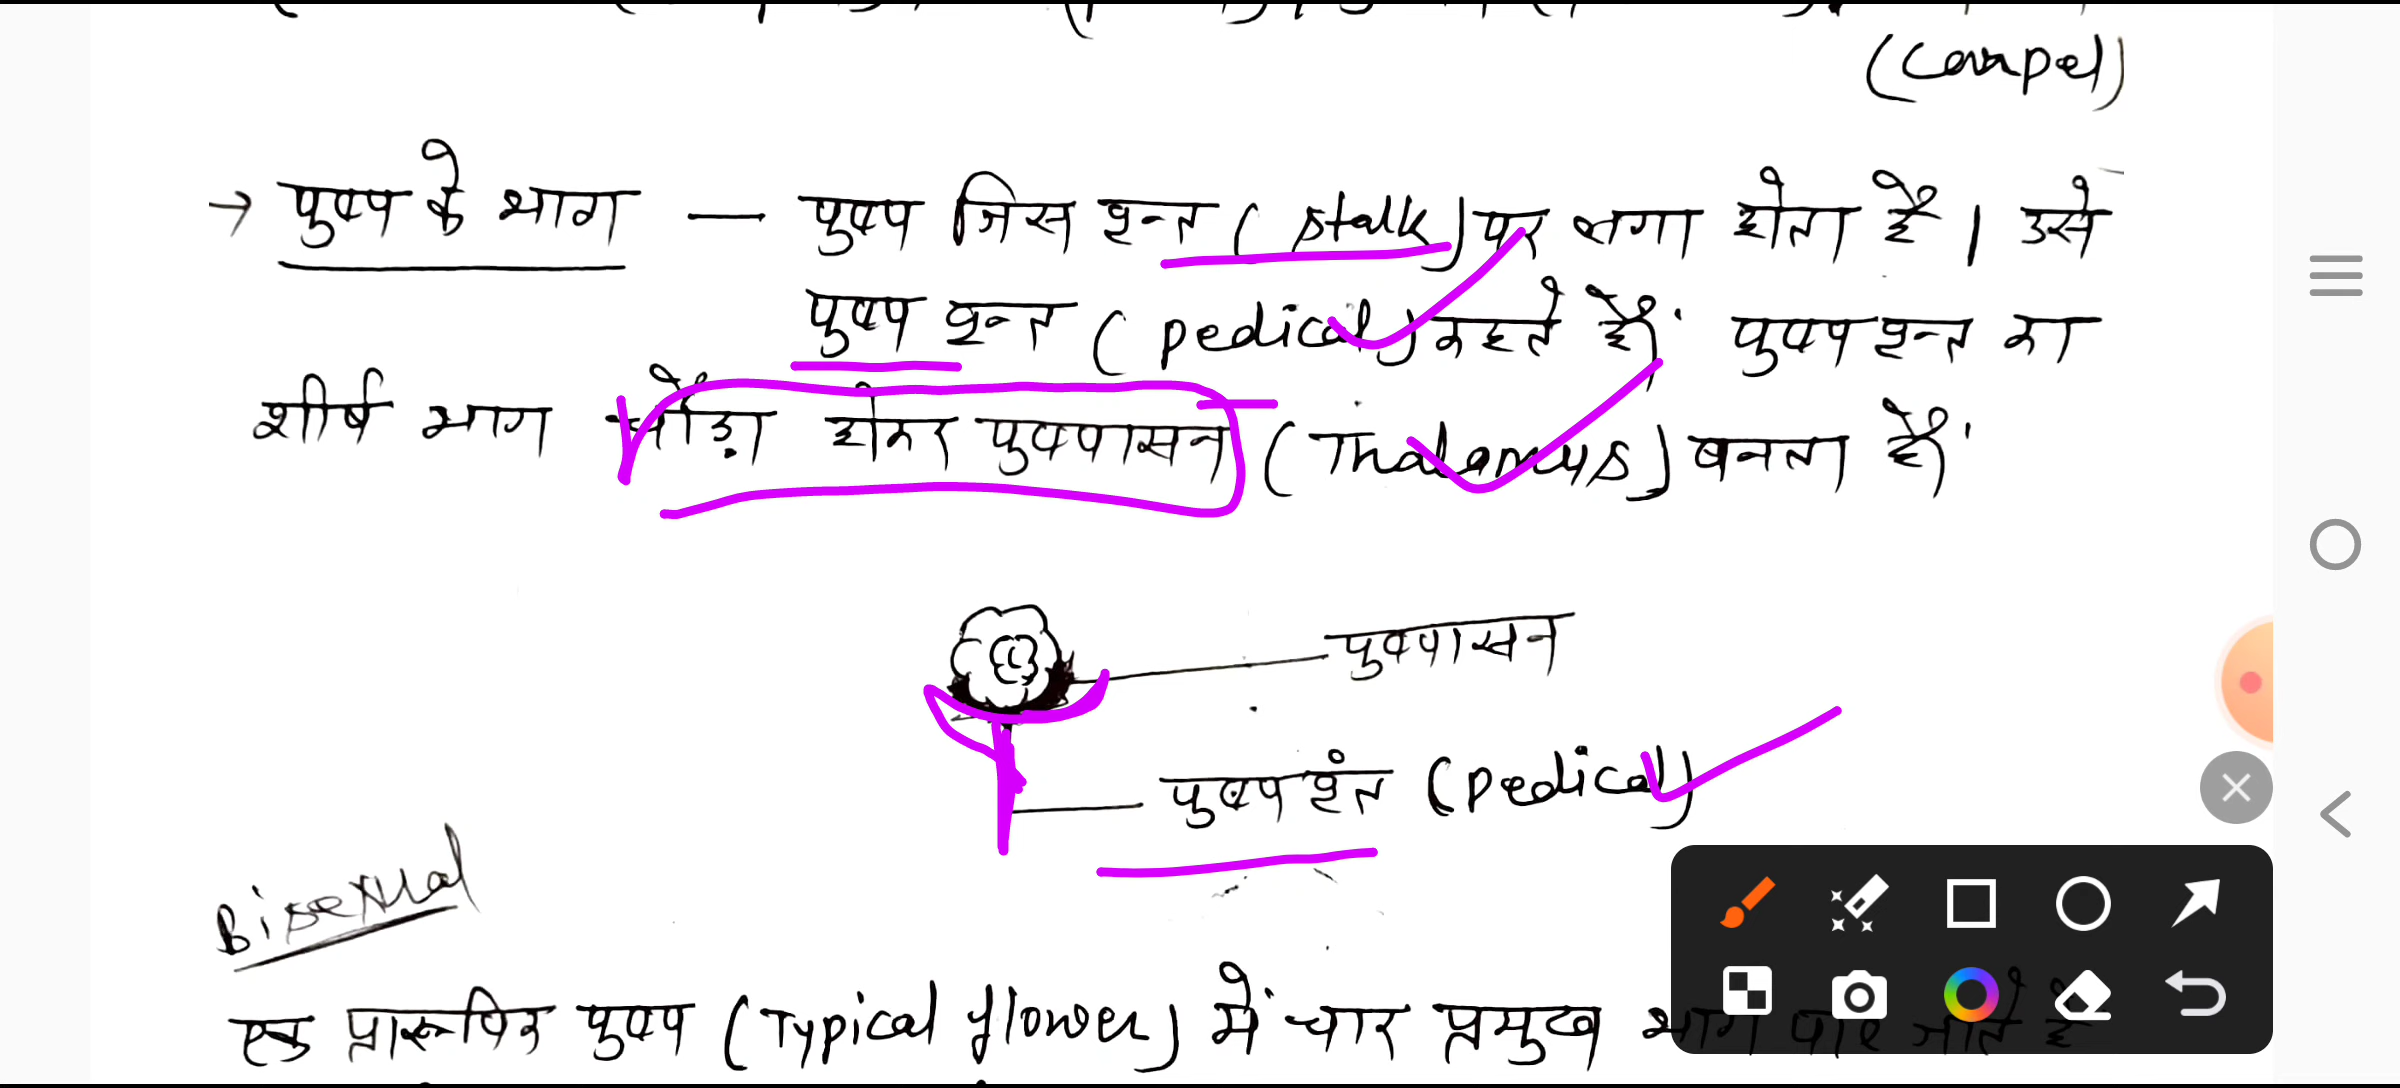 (Carpel)
→ पुष्प के भाग — पुष्प जिस वृन्त ( stalk ) पर लगा होता है । उसे
पुष्प वृन्त ( pedical ) कहते हैं। पुष्प वृन्त का
शीर्ष भाग चौड़ा होकर पुष्पासन ( Thalamus ) बनता हैं।
पुष्पासन
पुष्प वृंत (pedical)
Bisexual
एक प्रारूपिक पुष्प (Typical flower) में चार प्रमुख भाग पाए जाते है